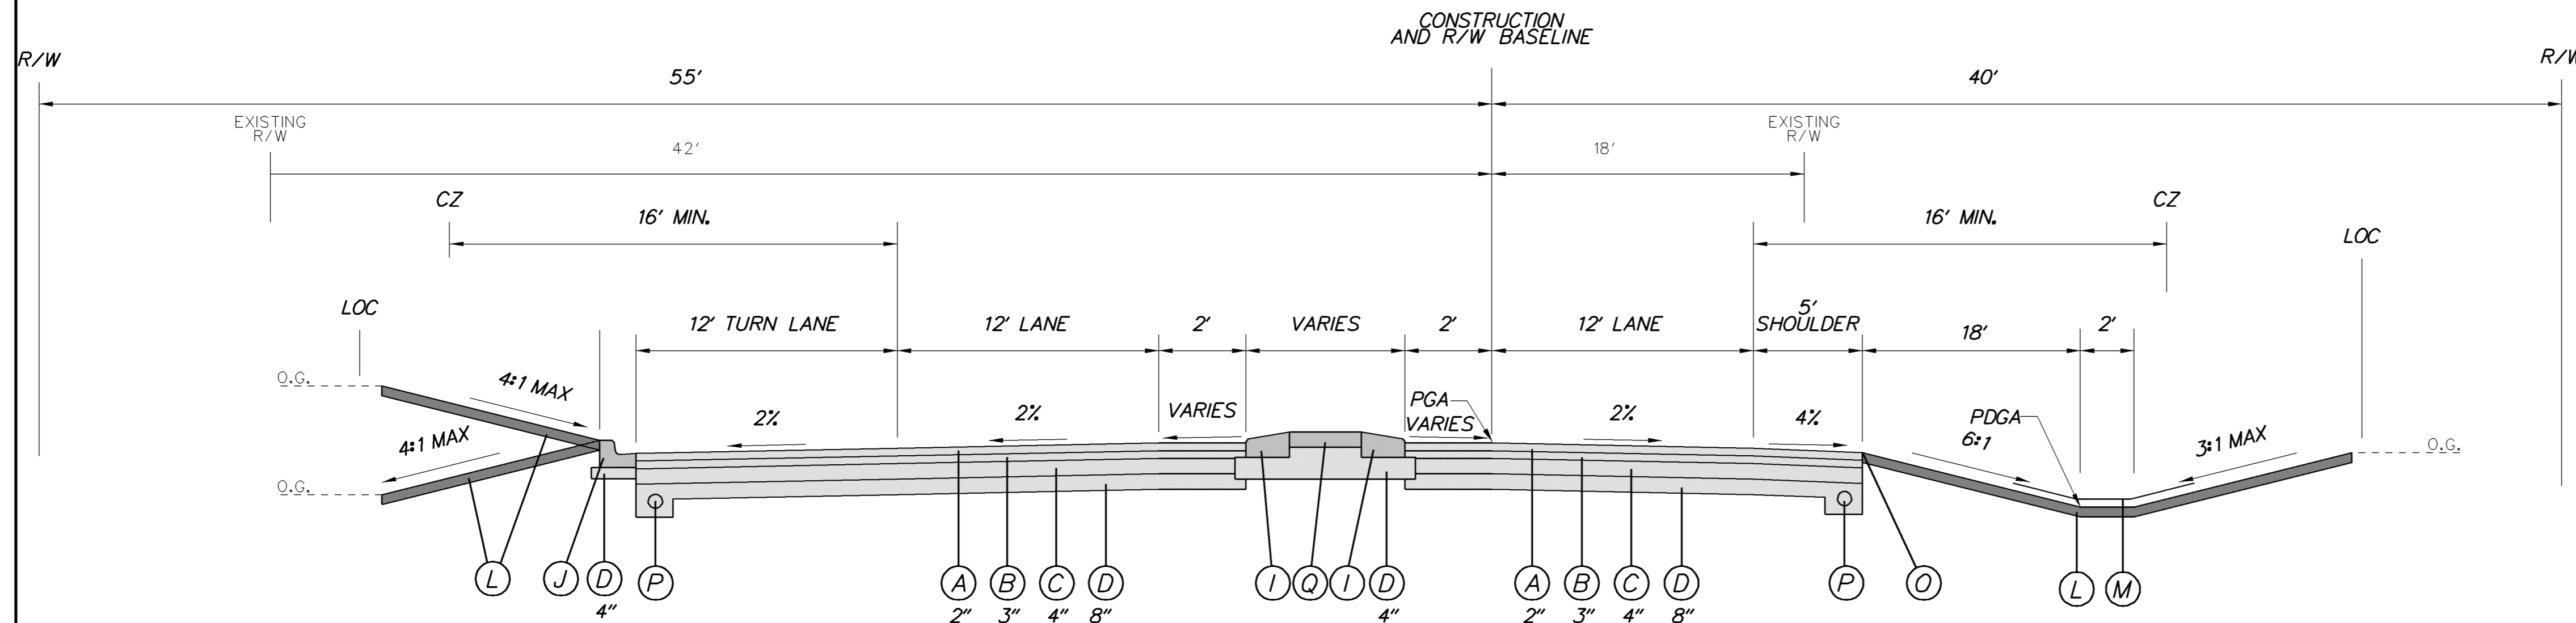 CONSTRUCTION
AND R/W BASELINE
R/W
R/W
55'
40'
EXISTING
R/W
EXISTING
R/W
42'
18'
CZ
CZ
16' MIN.
16' MIN.
LOC
LOC
12' TURN LANE
12' LANE
2'
VARIES
2'
12' LANE
5'
SHOULDER
18'
2'
O.G.
4:1 MAX
4:1 MAX
O.G.
2%
2%
VARIES
PGA
VARIES
2%
4%
PDGA
6:1
3:1 MAX
O.G.
L J D P A B C D I Q I D A B C D P O L M
4" 2" 3" 4" 8" 4" 2" 3" 4" 8"